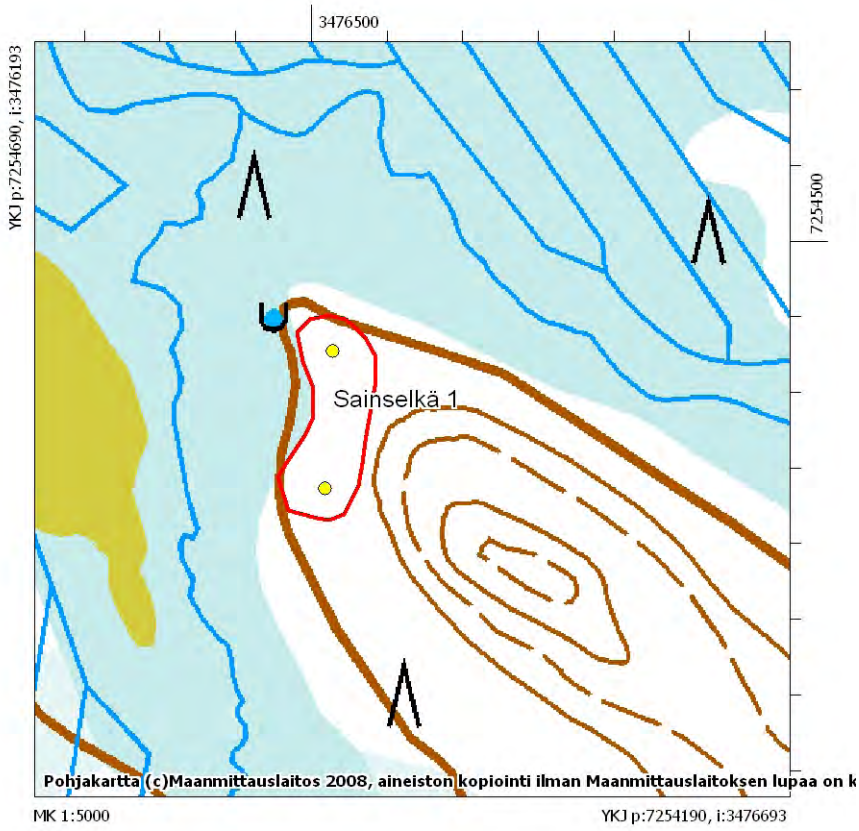 3476500
YKJ p:7254690, i:3476193
7254500
Sainselkä 1
Pohjakartta (c)Maanmittauslaitos 2008, aineiston kopiointi ilman Maanmittauslaitoksen lupaa on k
MK 1:5000
YKJ p:7254190, i:3476693